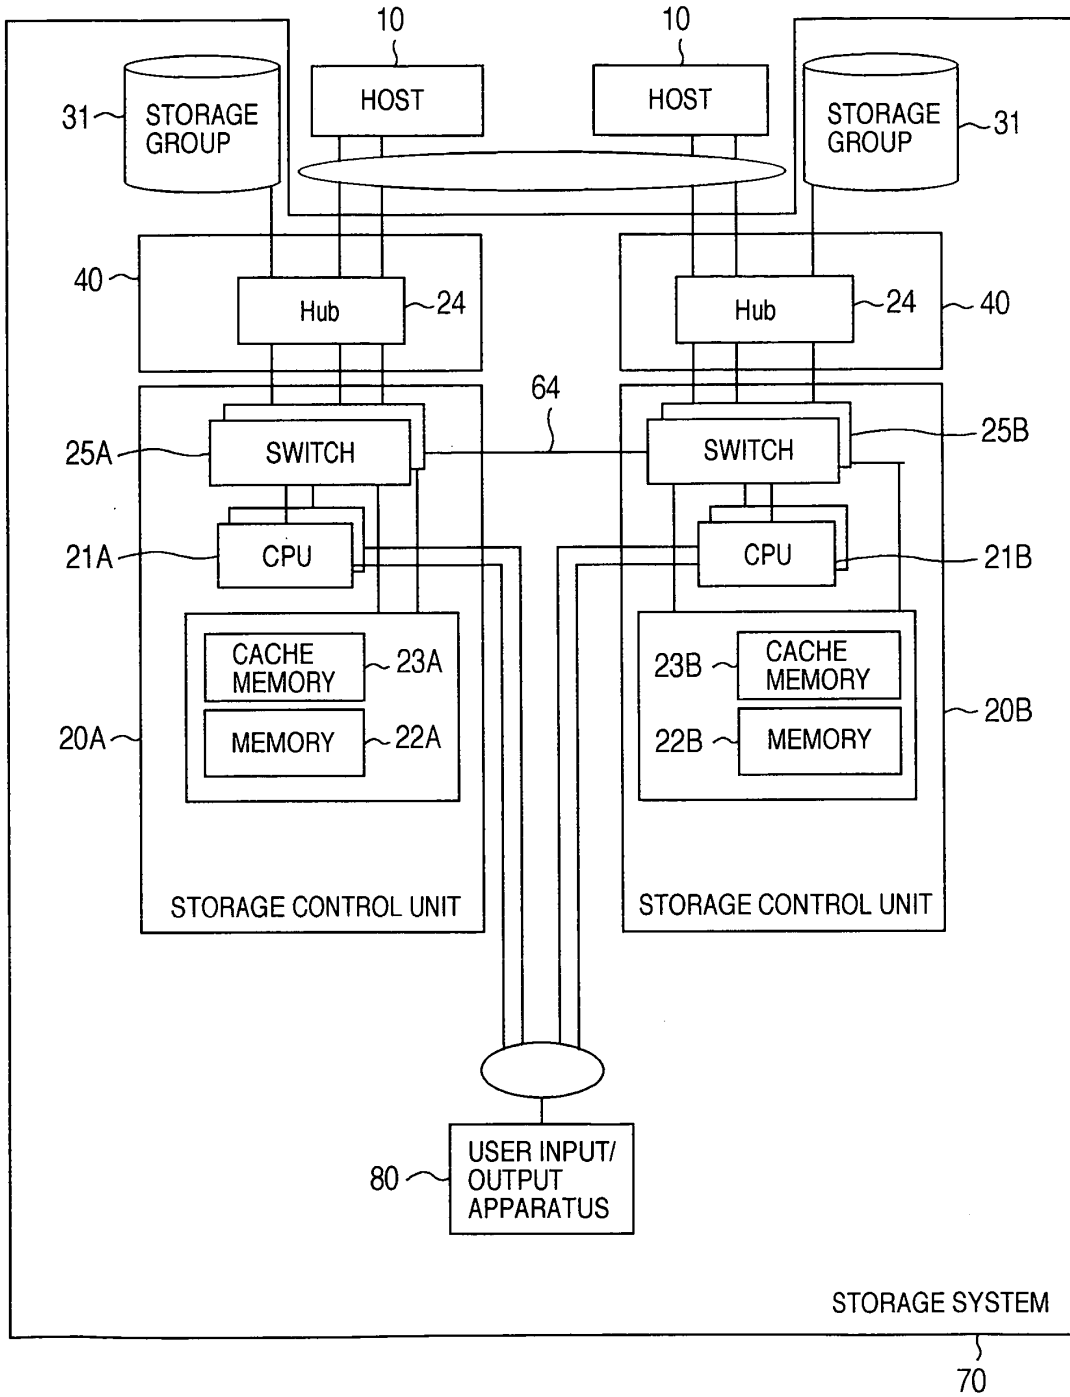 10
10
STORAGE
GROUP
31
HOST
HOST
STORAGE
GROUP
31
40
Hub
24
Hub
24
40
64
25A
SWITCH
SWITCH
25B
21A
CPU
CPU
21B
CACHE
MEMORY
23A
23B
CACHE
MEMORY
20A
MEMORY
22A
22B
MEMORY
20B
STORAGE CONTROL UNIT
STORAGE CONTROL UNIT
80
USER INPUT/
OUTPUT
APPARATUS
STORAGE SYSTEM
70